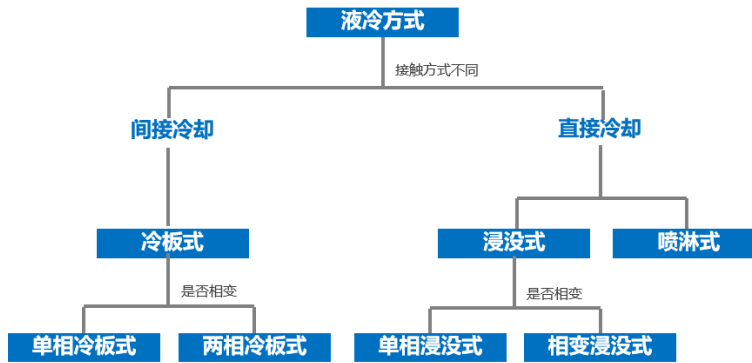 液冷方式
接触方式不同
间接冷却
直接冷却
冷板式
浸没式
喷淋式
是否相变
是否相变
单相冷板式
两相冷板式
单相浸没式
相变浸没式